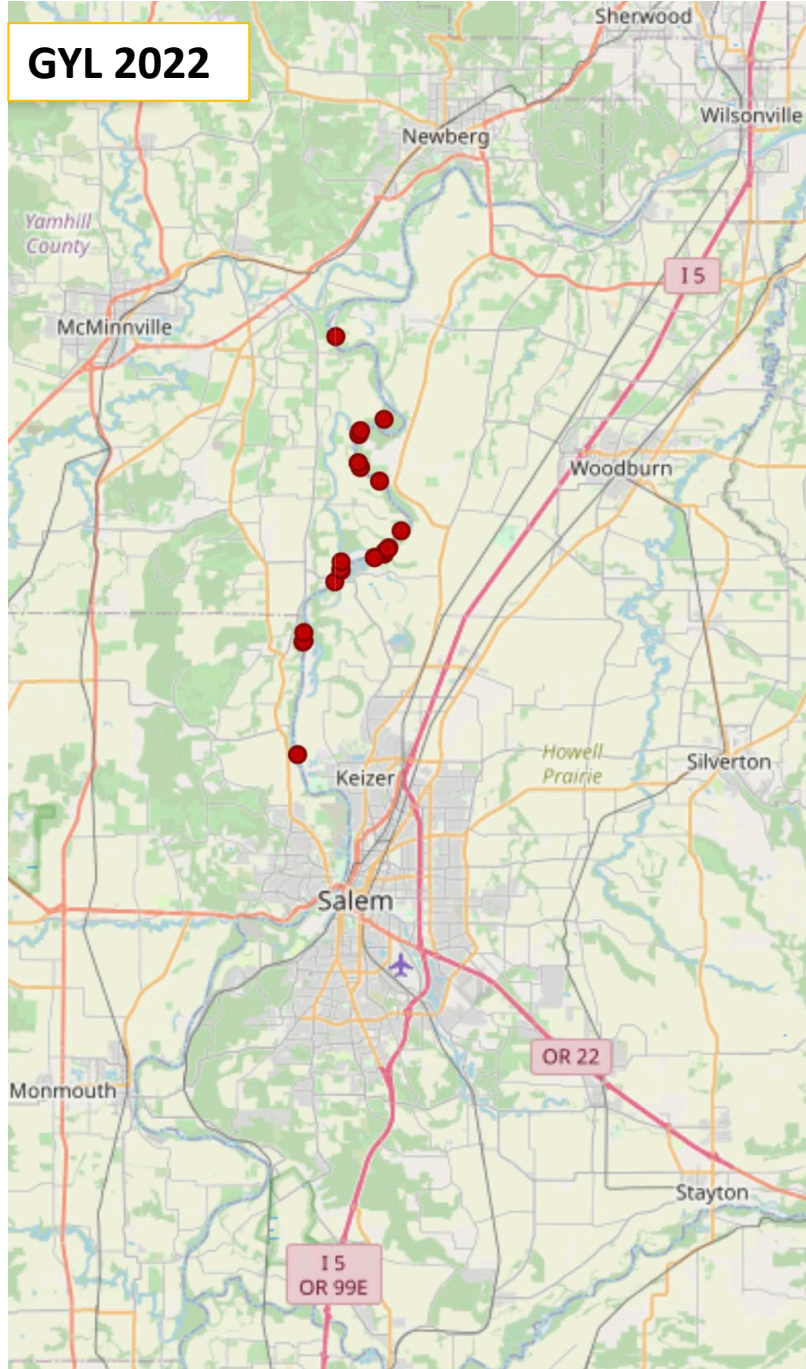 GYL 2022
Sherwood
Wilsonville
Newberg
Yamhill
County
I 5
McMinnville
Woodburn
Howell
Prairie
Silverton
Keizer
Salem
OR 22
Monmouth
Stayton
I 5
OR 99E